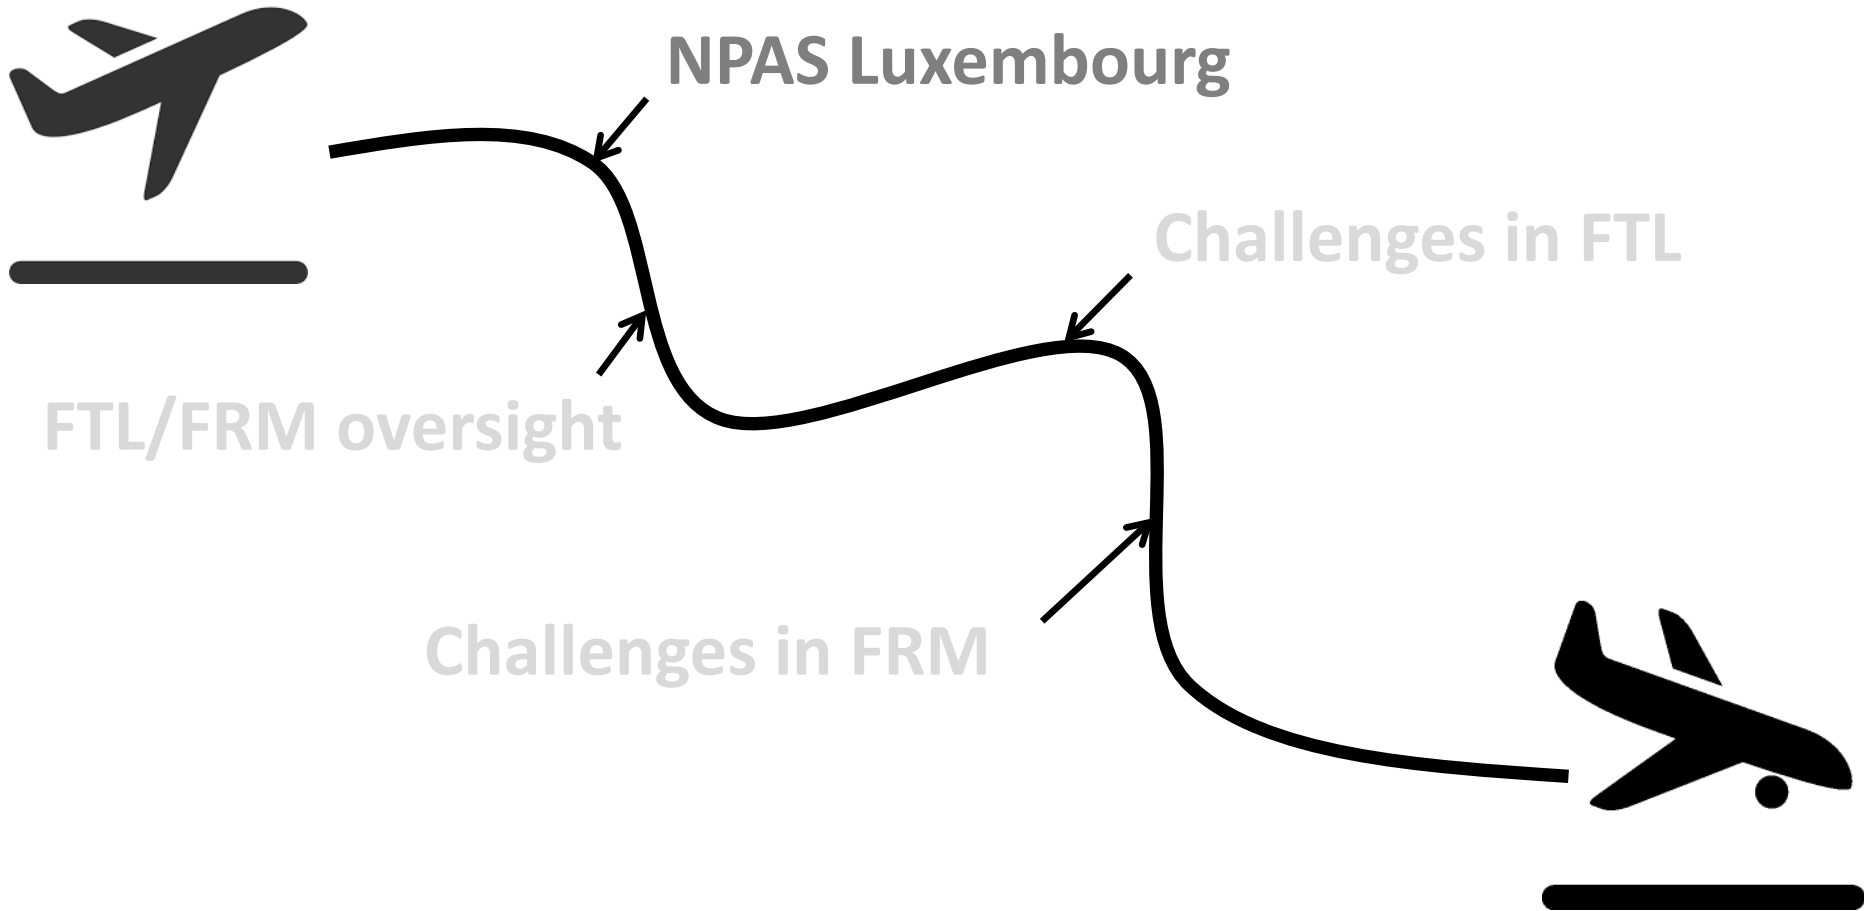 NPAS Luxembourg
Challenges in FTL
FTL/FRM oversight
Challenges in FRM